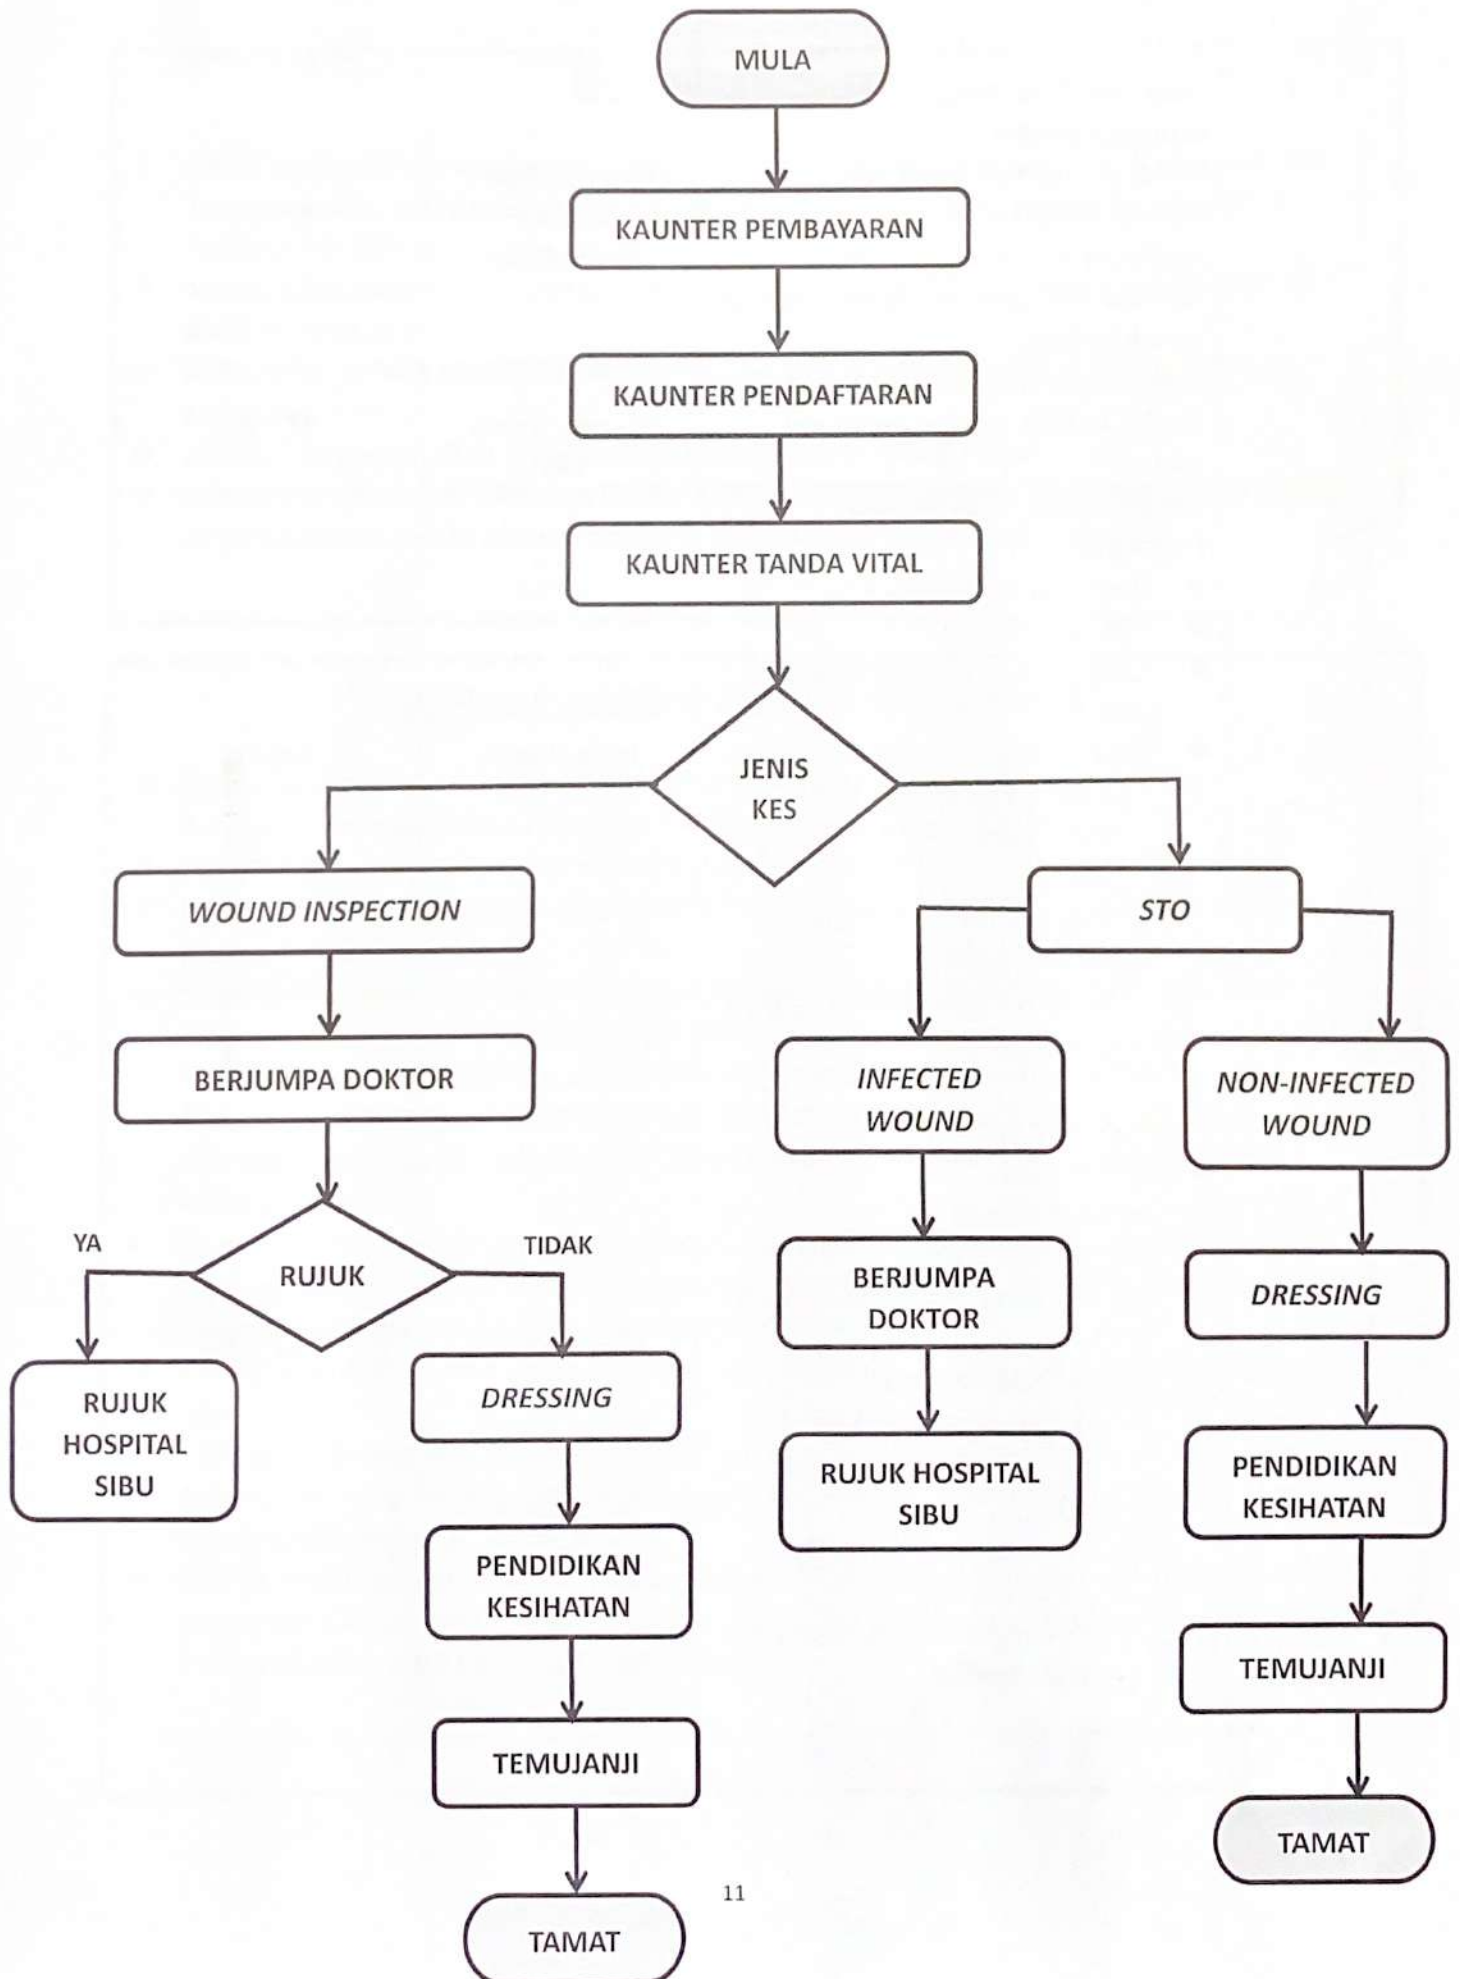 MULA
KAUNTER PEMBAYARAN
KAUNTER PENDAFTARAN
KAUNTER TANDA VITAL
JENIS
KES
WOUND INSPECTION
BERJUMPA DOKTOR
RUJUK
YA
TIDAK
RUJUK
HOSPITAL
SIBU
DRESSING
PENDIDIKAN
KESIHATAN
TEMUJANJI
TAMAT
STO
INFECTED
WOUND
BERJUMPA
DOKTOR
RUJUK HOSPITAL
SIBU
NON-INFECTED
WOUND
DRESSING
PENDIDIKAN
KESIHATAN
TEMUJANJI
TAMAT
11